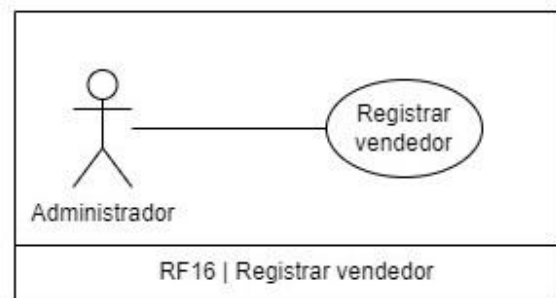 Registrar
vendedor
Administrador
RF16 | Registrar vendedor